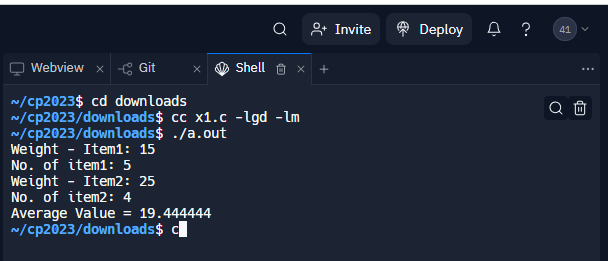 Invite
Deploy
?
41
Webview
Git
Shell
~/cp2023$ cd downloads
~/cp2023/downloads$ cc x1.c -lgd -lm
~/cp2023/downloads$ ./a.out
Weight - Item1: 15
No. of item1: 5
Weight - Item2: 25
No. of item2: 4
Average Value = 19.444444
~/cp2023/downloads$ c